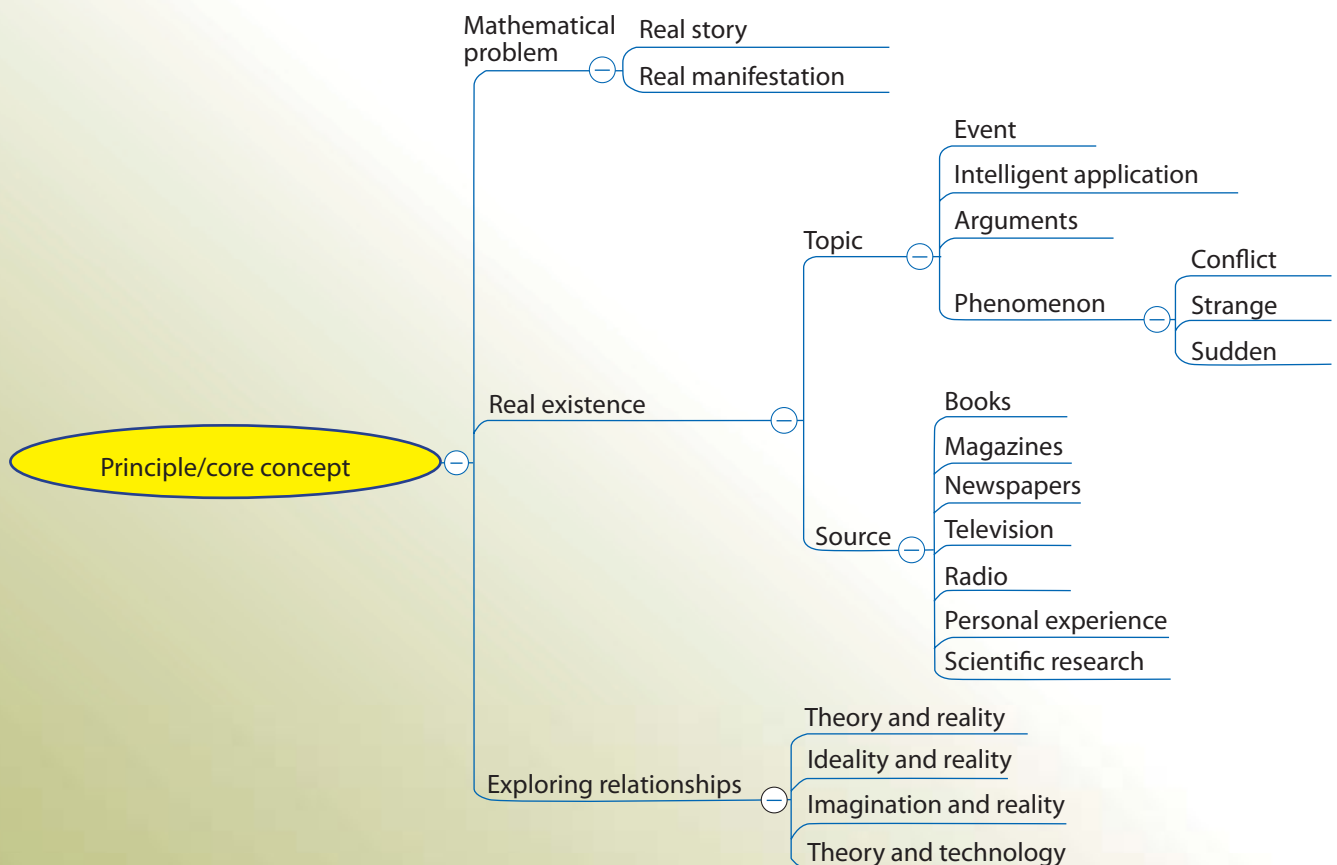 Mathematical
problem
Real story
Real manifestation
Event
Intelligent application
Arguments
Topic
Phenomenon
Conflict
Strange
Sudden
Real existence
Books
Magazines
Newspapers
Source
Television
Radio
Personal experience
Scientific research
Principle/core concept
Theory and reality
Ideality and reality
Exploring relationships
Imagination and reality
Theory and technology